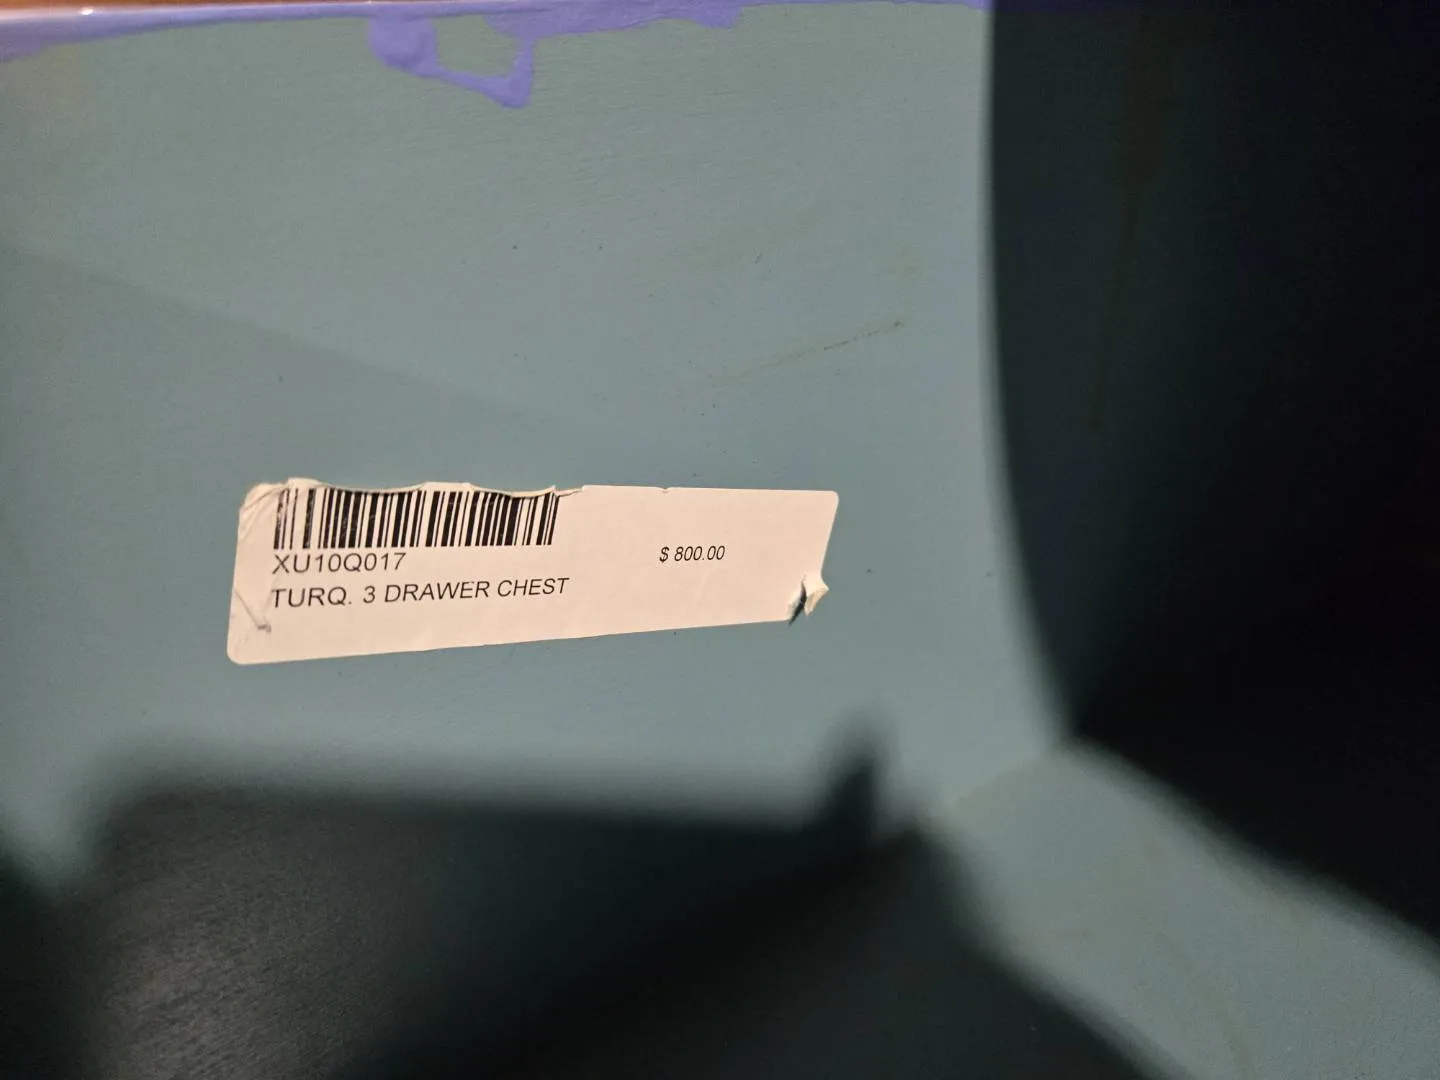 XU10Q017
$ 800.00
TURQ. 3 DRAWER CHEST